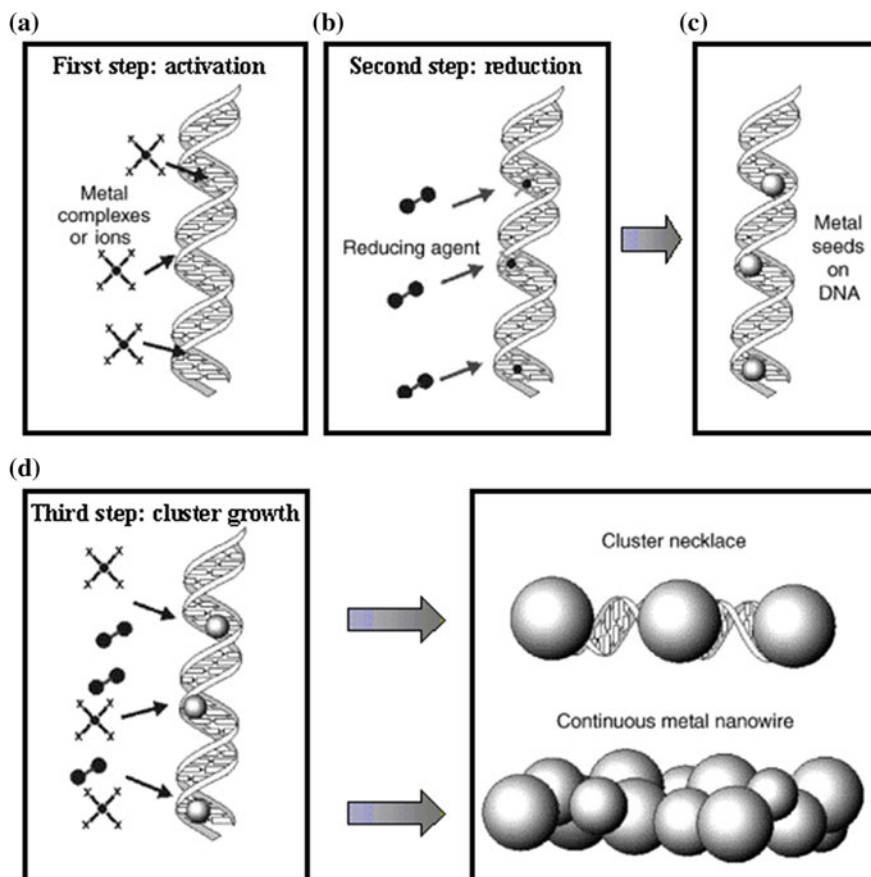 (a)
First step: activation
Metal
complexes
or ions
(b)
Second step: reduction
Reducing agent
(c)
Metal
seeds
on
DNA
(d)
Third step: cluster growth
Cluster necklace
Continuous metal nanowire